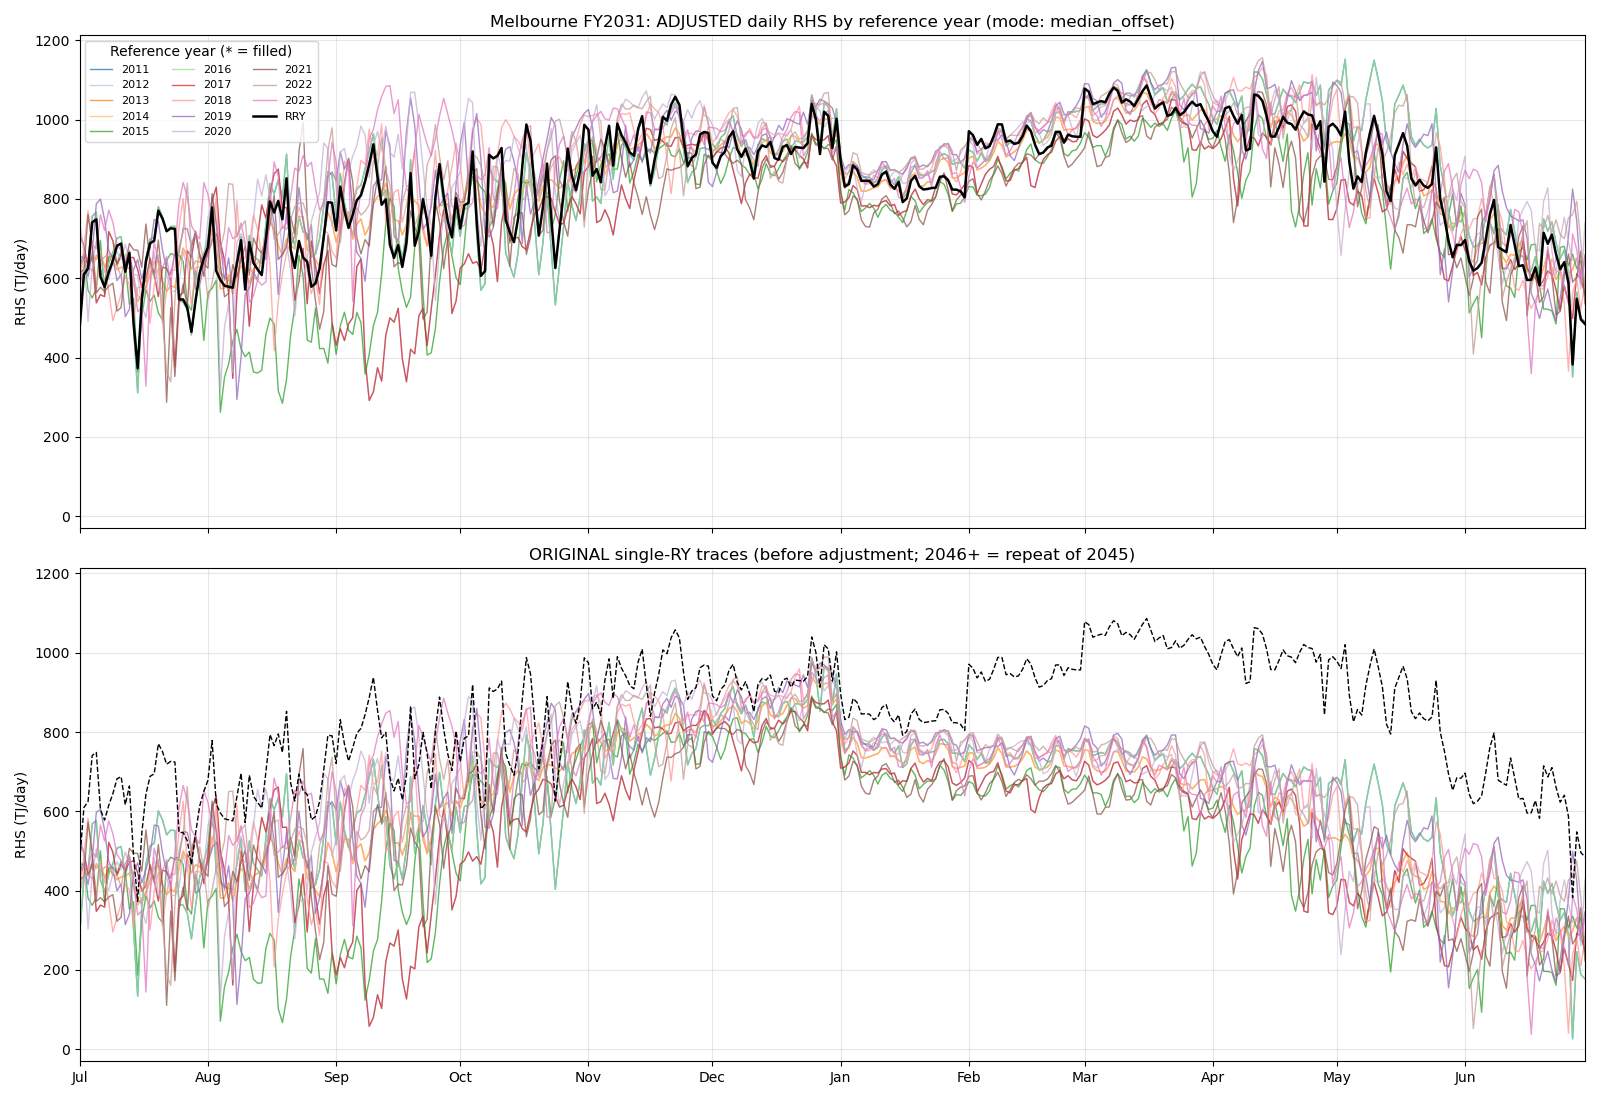 Melbourne FY2031: ADJUSTED daily RHS by reference year (mode: median_offset)
RHS (TJ/day)
1200
1000
800
600
400
200
0
Reference year (* = filled)
2011 2016 2021
2012 2017 2022
2013 2018 2023
2014 2019 RRY
2015 2020
ORIGINAL single-RY traces (before adjustment; 2046+ = repeat of 2045)
RHS (TJ/day)
1200
1000
800
600
400
200
0
Jul Aug Sep Oct Nov Dec Jan Feb Mar Apr May Jun